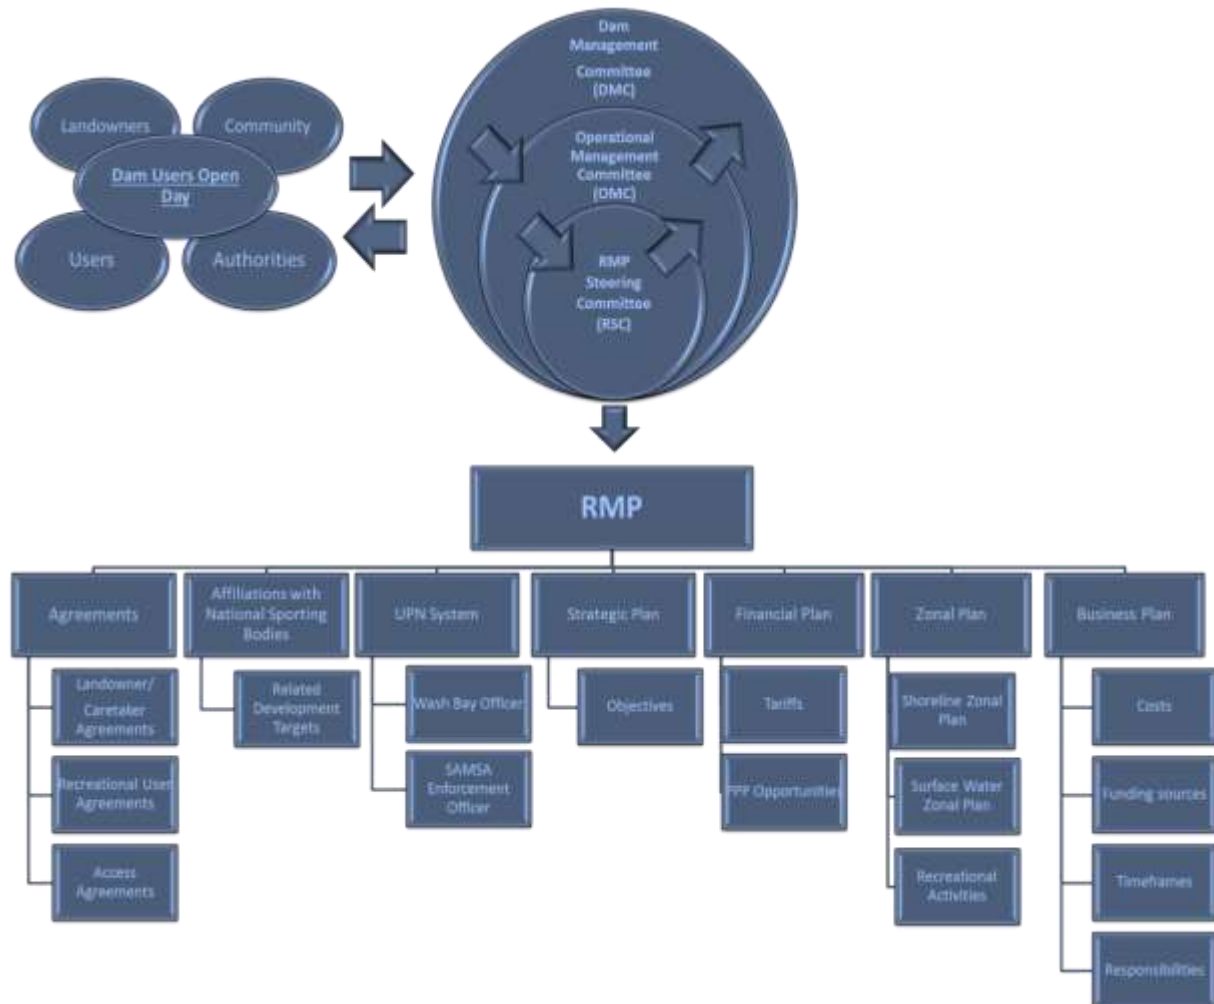 Dam
Management
Committee
(DMC)
Landowners
Community
Dam Users Open
Day
Users
Authorities
Operational
Management
Committee
(OMC)
RMP
Steering
Committee
(RSC)
RMP
Agreements
Affiliations with
National Sporting
Bodies
UPN System
Strategic Plan
Financial Plan
Zonal Plan
Business Plan
Landowner/
Caretaker
Agreements
Related
Development
Targets
Wash Bay Officer
Objectives
Tariffs
Shoreline Zonal
Plan
Costs
Recreational User
Agreements
SAMSA
Enforcement
Officer
PPP Opportunities
Surface Water
Zonal Plan
Funding sources
Access
Agreements
Recreational
Activities
Timeframes
Responsibilities